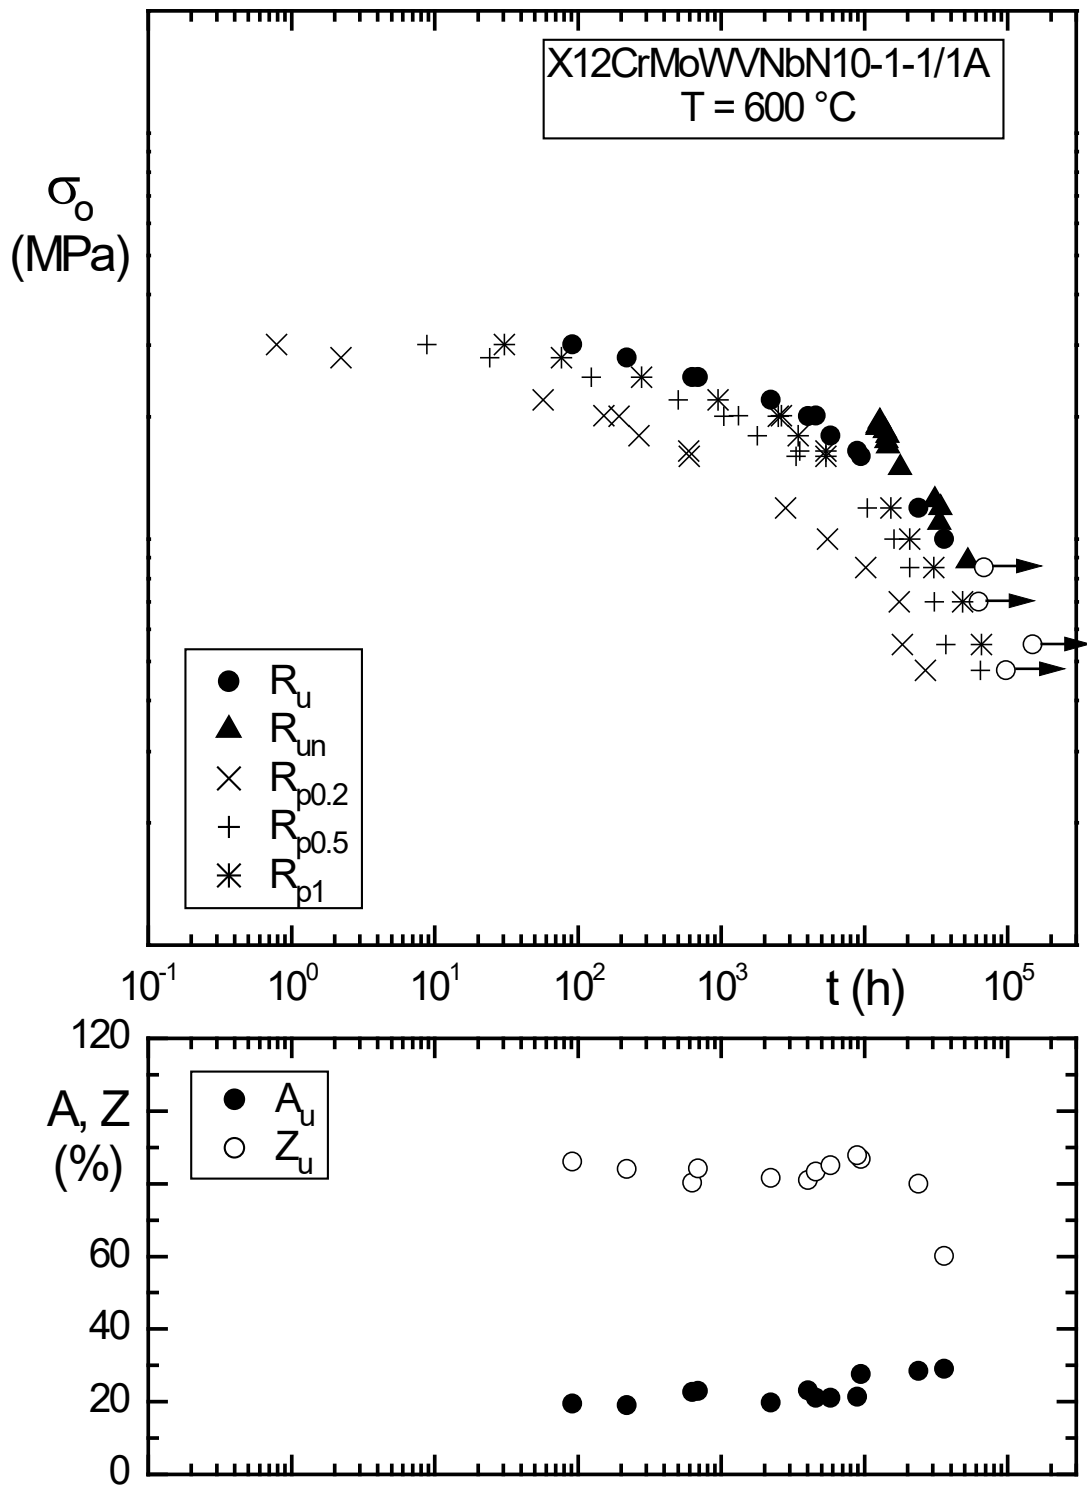 X12CrMoWVNbN10-1-1/1A
T = 600 °C
σo
(MPa)
Ru
Run
Rp0.2
Rp0.5
Rp1
10-1 100 101 102 103 t (h) 105
120
A, Z
(%)
60
40
20
0
Au
Zu